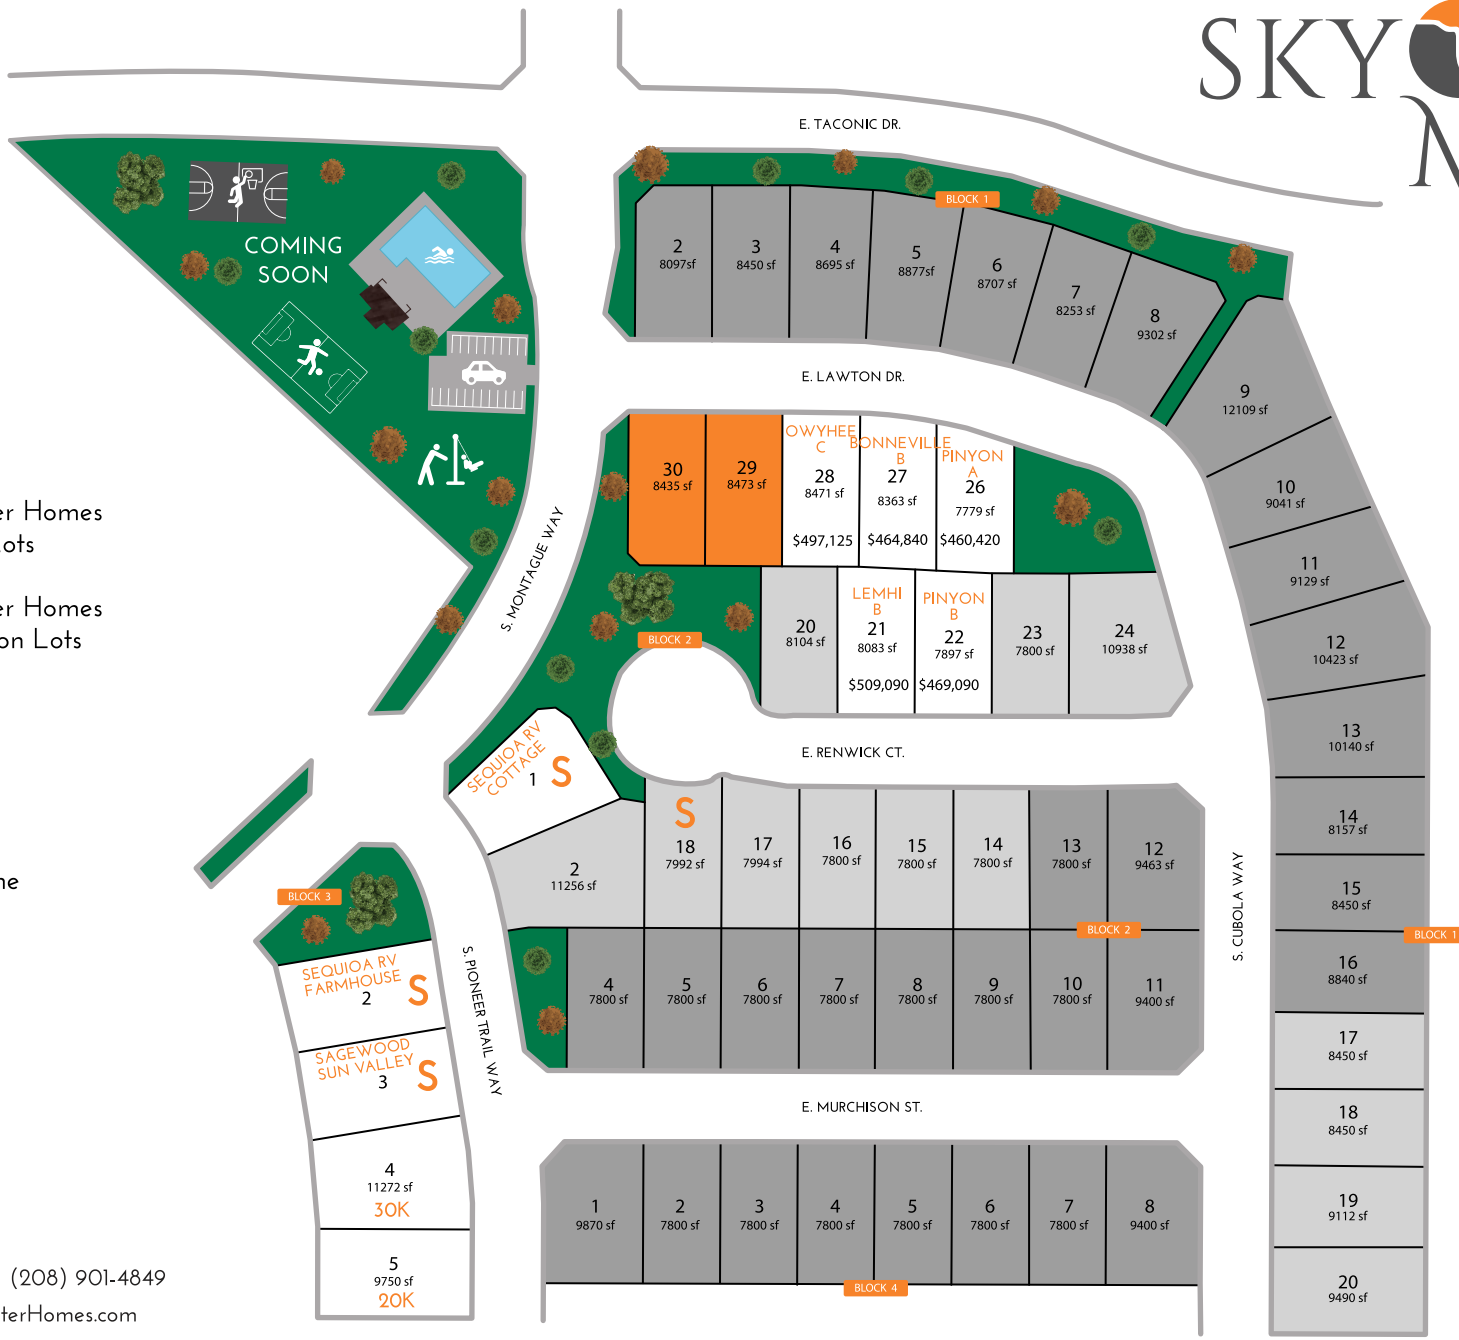 SKY
E. TACONIC DR.
COMING
SOON
BLOCK 1
2
8097sf
3
8450 sf
4
8695 sf
5
8877sf
6
8707 sf
7
8253 sf
8
9302 sf
9
12109 sf
10
9041 sf
11
9129 sf
12
10423 sf
13
10140 sf
14
8157 sf
15
8450 sf
BLOCK 1
16
8840 sf
17
8450 sf
18
8450 sf
19
9112 sf
20
9490 sf
E. LAWTON DR.
30
8435 sf
29
8473 sf
OWYHEE
C
28
8471 sf
$497,125
BONNEVILLE
B
27
8363 sf
$464,840
PINYON
A
26
7779 sf
$460,420
er Homes
er Homes
on Lots
S. MONTAGUE WAY
BLOCK 2
20
8104 sf
LEMHI
B
21
8083 sf
$509,090
PINYON
B
22
7897 sf
$469,090
23
7800 sf
24
10938 sf
E. RENWICK CT.
SEQUIOA RV
COTTAGE
1
S
2
11256 sf
S
18
7992 sf
17
7994 sf
16
7800 sf
15
7800 sf
14
7800 sf
13
7800 sf
12
9463 sf
BLOCK 2
S. CUBOLA WAY
4
7800 sf
5
7800 sf
6
7800 sf
7
7800 sf
8
7800 sf
9
7800 sf
10
7800 sf
11
9400 sf
BLOCK 3
SEQUIOA RV
FARMHOUSE
2
S
SAGEWOOD
SUN VALLEY
3
S
4
11272 sf
30K
5
9750 sf
20K
S. PIONEER TRAIL WAY
E. MURCHISON ST.
1
9870 sf
2
7800 sf
3
7800 sf
4
7800 sf
5
7800 sf
6
7800 sf
7
7800 sf
8
9400 sf
BLOCK 4
(208) 901-4849
terHomes.com